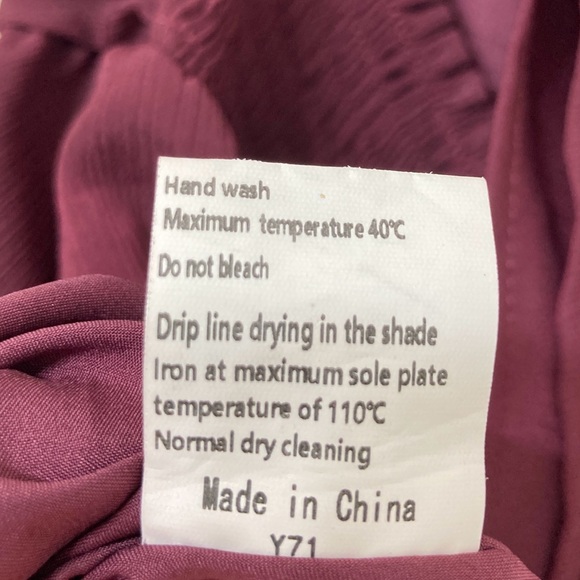 Hand wash
Maximum temperature 40℃
Do not bleach
Drip line drying in the shade
Iron at maximum sole plate
temperature of 110℃
Normal dry cleaning
Made in China
Y71